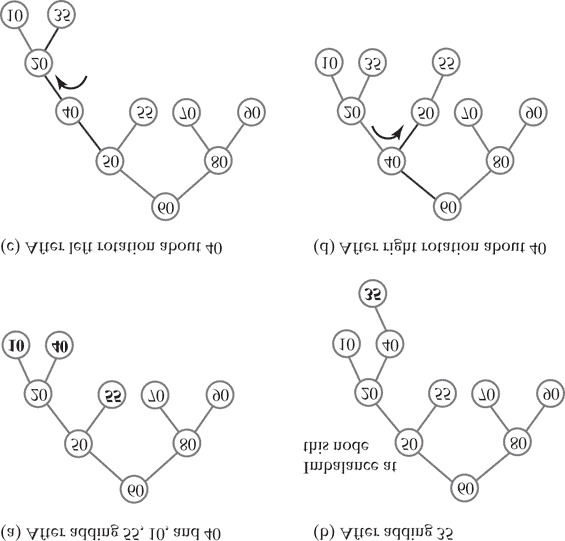 (a) After adding 55, 10, and 40
60
50 80
20 55 70 90
10 40
(b) After adding 35
60
Imbalance at
this node
50 80
20 55 70 90
10 40
35
(c) After left rotation about 40
60
50 80
40 55 70 90
20
10 35
(d) After right rotation about 40
60
40 80
20 50 70 90
10 35 55